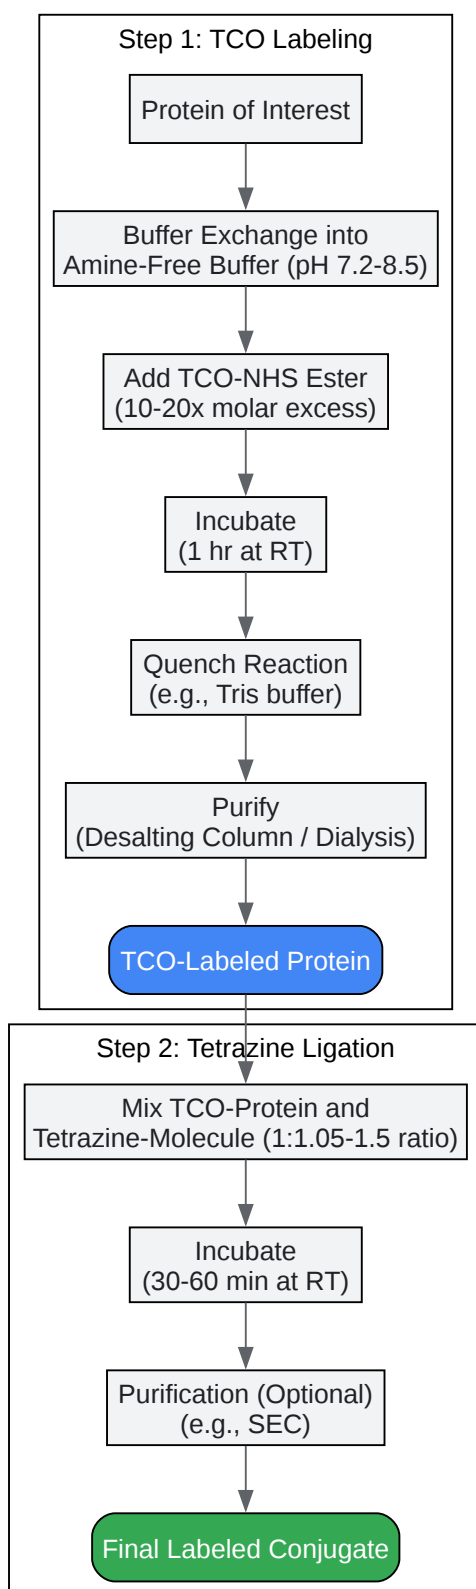 Step 1: TCO Labeling
Protein of Interest
Buffer Exchange into
Amine-Free Buffer (pH 7.2-8.5)
Add TCO-NHS Ester
(10-20x molar excess)
Incubate
(1 hr at RT)
Quench Reaction
(e.g., Tris buffer)
Purify
(Desalting Column / Dialysis)
TCO-Labeled Protein
Step 2: Tetrazine Ligation
Mix TCO-Protein and
Tetrazine-Molecule (1:1.05-1.5 ratio)
Incubate
(30-60 min at RT)
Purification (Optional)
(e.g., SEC)
Final Labeled Conjugate